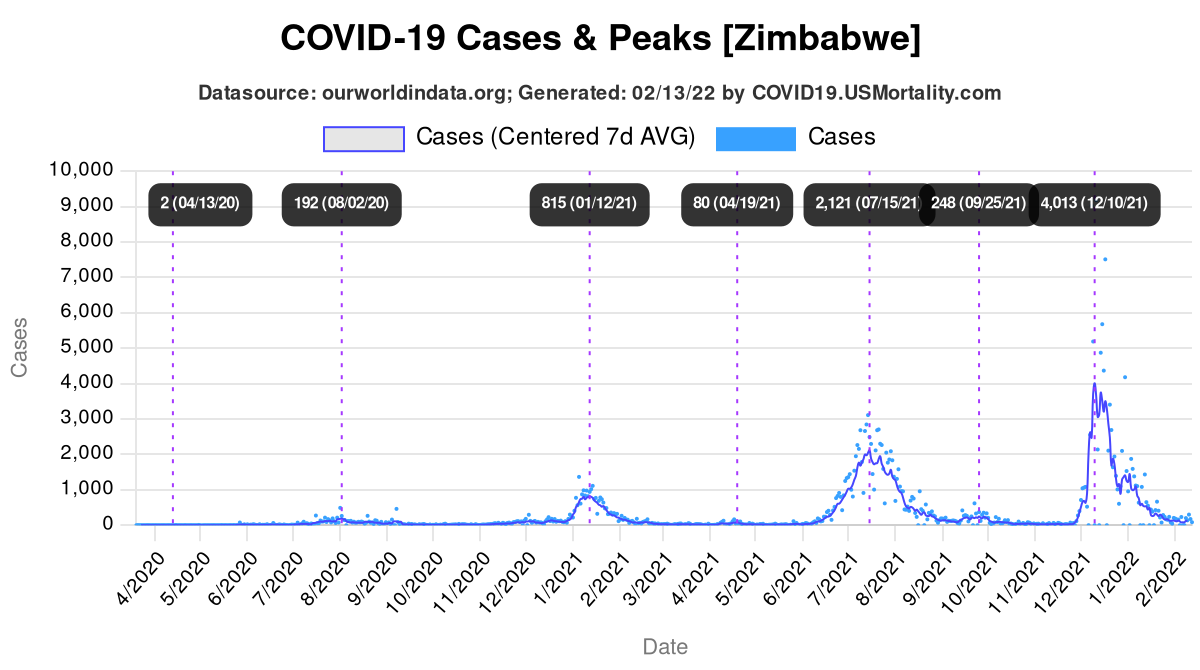 COVID-19 Cases & Peaks [Zimbabwe]
Datasource: ourworldindata.org; Generated: 02/13/22 by COVID19.USMortality.com
Cases (Centered 7d AVG) Cases
10,000
9,000
8,000
7,000
6,000
5,000
4,000
3,000
2,000
1,000
0
Cases
2 (04/13/20) 192 (08/02/20) 815 (01/12/21) 80 (04/19/21) 2,121 (07/15/21) 248 (09/25/21) 4,013 (12/10/21)
4/2020 5/2020 6/2020 7/2020 8/2020 9/2020 10/2020 11/2020 12/2020 1/2021 2/2021 3/2021 4/2021 5/2021 6/2021 7/2021 8/2021 9/2021 10/2021 11/2021 12/2021 1/2022 2/2022
Date